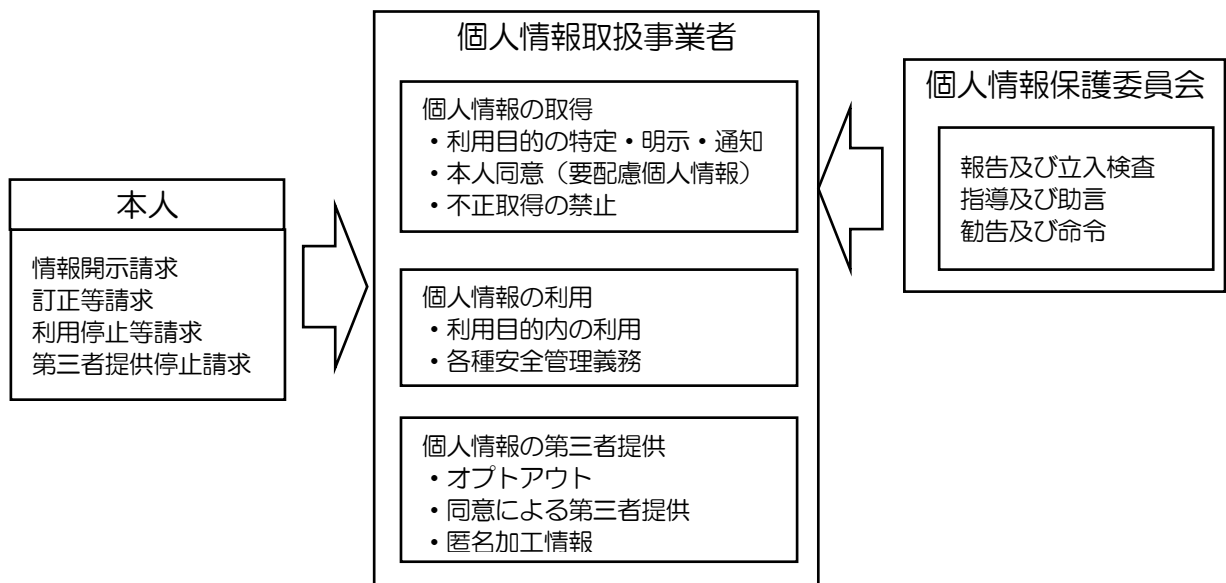 本人
情報開示請求
訂正等請求
利用停止等請求
第三者提供停止請求
個人情報取扱事業者
個人情報の取得
・利用目的の特定・明示・通知
・本人同意（要配慮個人情報）
・不正取得の禁止
個人情報の利用
・利用目的内の利用
・各種安全管理義務
個人情報の第三者提供
・オプトアウト
・同意による第三者提供
・匿名加工情報
個人情報保護委員会
報告及び立入検査
指導及び助言
勧告及び命令